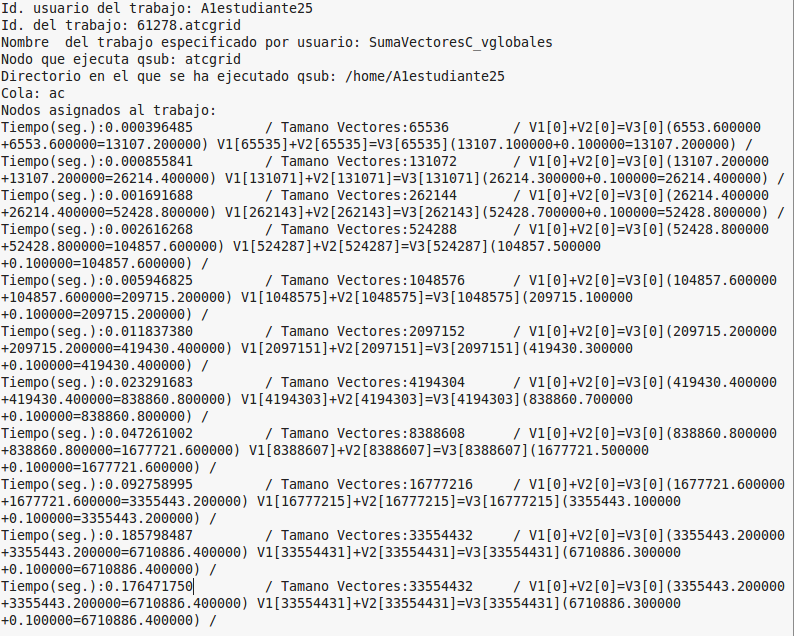 Id. usuario del trabajo: A1estudiante25
Id. del trabajo: 61278.atcgrid
Nombre  del trabajo especificado por usuario: SumaVectoresC_vglobales
Nodo que ejecuta qsub: atcgrid
Directorio en el que se ha ejecutado qsub: /home/A1estudiante25
Cola: ac
Nodos asignados al trabajo:
Tiempo(seg.):0.000396485         / Tamano Vectores:65536        / V1[0]+V2[0]=V3[0](6553.600000
+6553.600000=13107.200000) V1[65535]+V2[65535]=V3[65535](13107.100000+0.100000=13107.200000) /
Tiempo(seg.):0.000855841         / Tamano Vectores:131072       / V1[0]+V2[0]=V3[0](13107.200000
+13107.200000=26214.400000) V1[131071]+V2[131071]=V3[131071](26214.300000+0.100000=26214.400000) /
Tiempo(seg.):0.001691688         / Tamano Vectores:262144       / V1[0]+V2[0]=V3[0](26214.400000
+26214.400000=52428.800000) V1[262143]+V2[262143]=V3[262143](52428.700000+0.100000=52428.800000) /
Tiempo(seg.):0.002616268         / Tamano Vectores:524288       / V1[0]+V2[0]=V3[0](52428.800000
+52428.800000=104857.600000) V1[524287]+V2[524287]=V3[524287](104857.500000
+0.100000=104857.600000) /
Tiempo(seg.):0.005946825         / Tamano Vectores:1048576      / V1[0]+V2[0]=V3[0](104857.600000
+104857.600000=209715.200000) V1[1048575]+V2[1048575]=V3[1048575](209715.100000
+0.100000=209715.200000) /
Tiempo(seg.):0.011837380         / Tamano Vectores:2097152      / V1[0]+V2[0]=V3[0](209715.200000
+209715.200000=419430.400000) V1[2097151]+V2[2097151]=V3[2097151](419430.300000
+0.100000=419430.400000) /
Tiempo(seg.):0.023291683         / Tamano Vectores:4194304      / V1[0]+V2[0]=V3[0](419430.400000
+419430.400000=838860.800000) V1[4194303]+V2[4194303]=V3[4194303](838860.700000
+0.100000=838860.800000) /
Tiempo(seg.):0.047261002         / Tamano Vectores:8388608      / V1[0]+V2[0]=V3[0](838860.800000
+838860.800000=1677721.600000) V1[8388607]+V2[8388607]=V3[8388607](1677721.500000
+0.100000=1677721.600000) /
Tiempo(seg.):0.092758995         / Tamano Vectores:16777216     / V1[0]+V2[0]=V3[0](1677721.600000
+1677721.600000=3355443.200000) V1[16777215]+V2[16777215]=V3[16777215](3355443.100000
+0.100000=3355443.200000) /
Tiempo(seg.):0.185798487         / Tamano Vectores:33554432     / V1[0]+V2[0]=V3[0](3355443.200000
+3355443.200000=6710886.400000) V1[33554431]+V2[33554431]=V3[33554431](6710886.300000
+0.100000=6710886.400000) /
Tiempo(seg.):0.176471750         / Tamano Vectores:33554432     / V1[0]+V2[0]=V3[0](3355443.200000
+3355443.200000=6710886.400000) V1[33554431]+V2[33554431]=V3[33554431](6710886.300000
+0.100000=6710886.400000) /